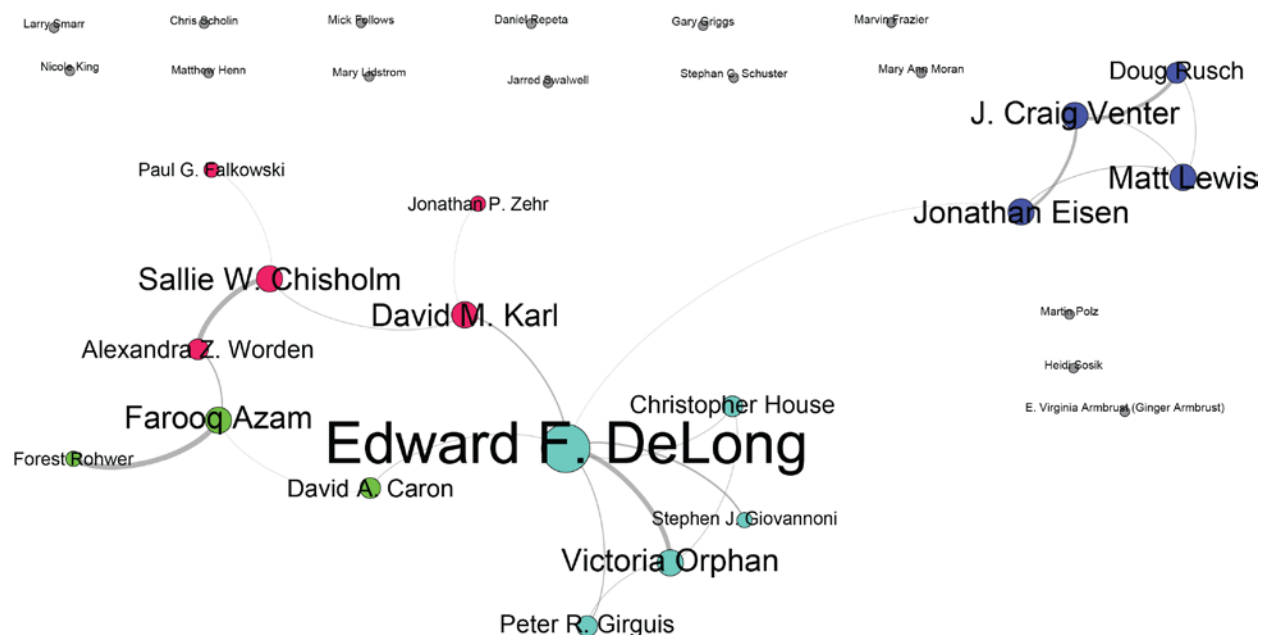 Larry Smarr
Chris Scholin
Mick Follows
Daniel Repeta
Gary Griggs
Marvin Frazier
Nicole King
Matthew Henn
Mary Lidstrom
Jarred Swalwell
Stephan C. Schuster
Mary Ann Moran
Doug Rusch
J. Craig Venter
Paul G. Falkowski
Matt Lewis
Jonathan P. Zehr
Jonathan Eisen
Sallie W. Chisholm
David M. Karl
Martin Polz
Alexandra Z. Worden
Heidi Sosik
Christopher House
E. Virginia Armbrust (Ginger Armbrust)
Farooq Azam
Edward F. DeLong
Forest Rohwer
David A. Caron
Stephen J. Giovannoni
Victoria Orphan
Peter R. Girguis